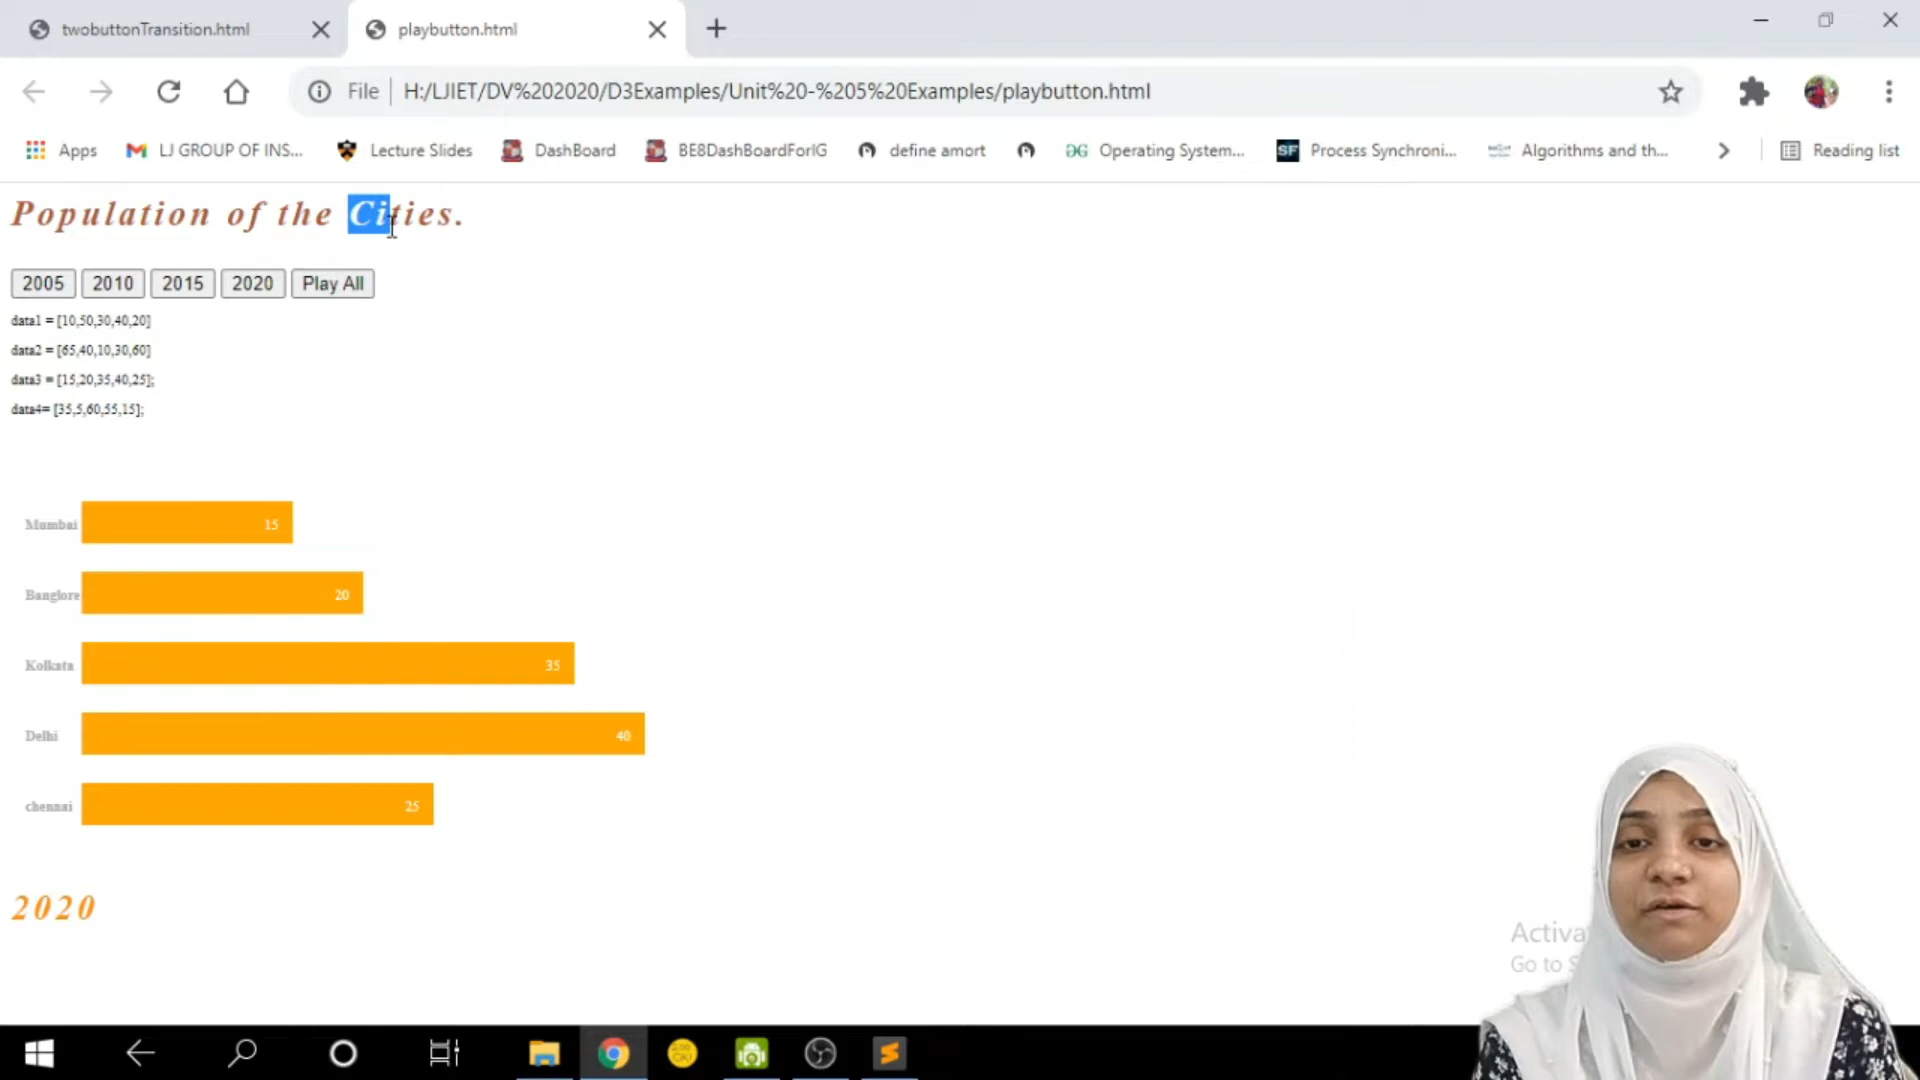 twobuttonTransition.html
playbutton.html
File
H:/LJIET/DV%202020/D3Examples/Unit%20-%205%20Examples/playbutton.html
Apps
LJ GROUP OF INS...
Lecture Slides
DashBoard
BE8DashBoardForIG
define amort
Operating System...
SF Process Synchroni...
Algorithms and th...
Reading list
Population of the Cities.
2005 2010 2015 2020 Play All
data1 = [10,50,30,40,20]
data2 = [65,40,10,30,60]
data3 = [15,20,35,40,25];
data4= [35,5,60,55,15];
Mumbai 15
Banglore 20
Kolkata 35
Delhi 40
chennai 25
2020
Activa
Go to S